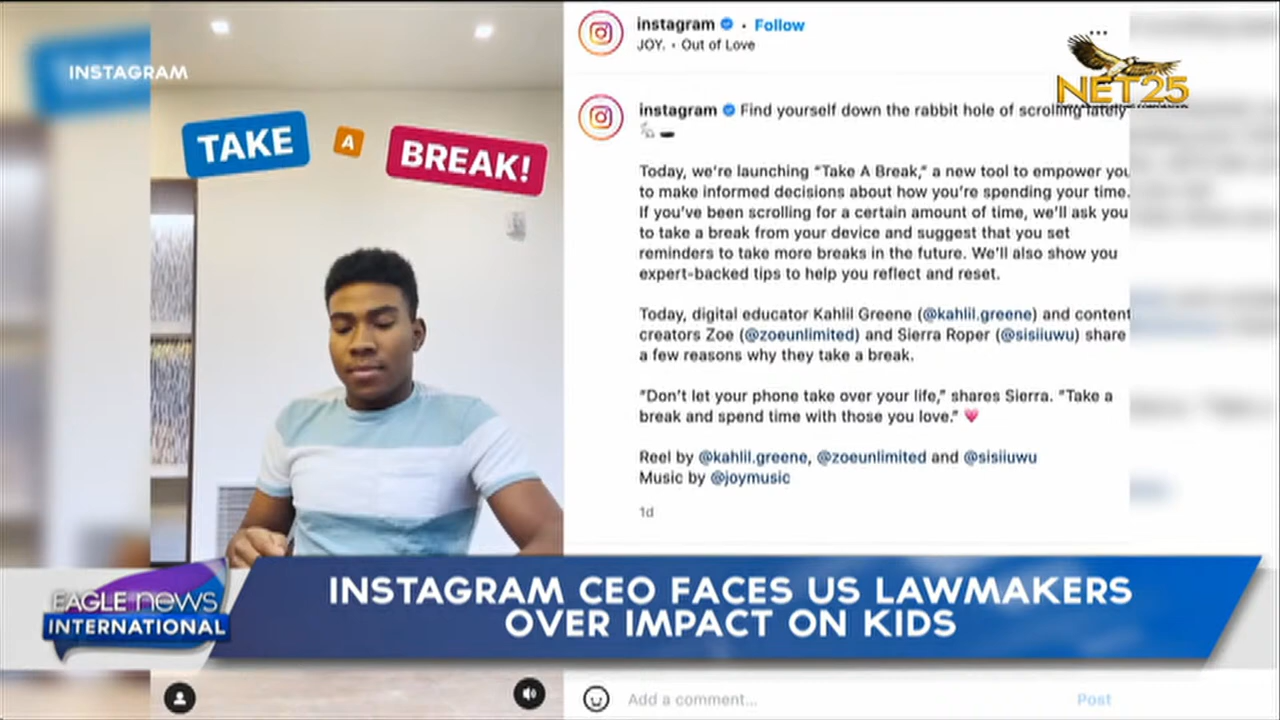 INSTAGRAM
TAKE
A
BREAK!
instagram • Follow
JOY. • Out of Love
NET25
instagram Find yourself down the rabbit hole of scrolling lately
Today, we're launching “Take A Break,” a new tool to empower you
to make informed decisions about how you're spending your time.
If you've been scrolling for a certain amount of time, we'll ask you
to take a break from your device and suggest that you set
reminders to take more breaks in the future. We'll also show you
expert-backed tips to help you reflect and reset.
Today, digital educator Kahlil Greene (@kahlil.greene) and content
creators Zoe (@zoeunlimited) and Sierra Roper (@sisiiuwu) share
a few reasons why they take a break.
“Don't let your phone take over your life,” shares Sierra. “Take a
break and spend time with those you love.” 💗
Reel by @kahlil.greene, @zoeunlimited and @sisiiuwu
Music by @joymusic
1d
EAGLE news
INTERNATIONAL
INSTAGRAM CEO FACES US LAWMAKERS
OVER IMPACT ON KIDS
Add a comment...
Post